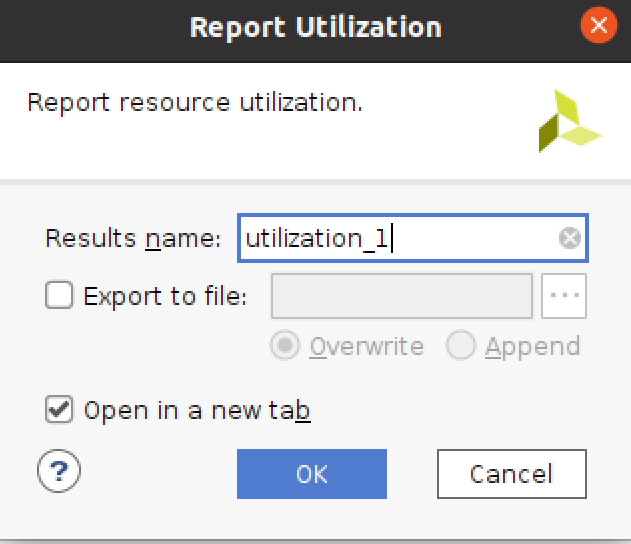 Report Utilization
Report resource utilization.
Results name: utilization_1
Export to file: ...
Overwrite Append
Open in a new tab
? OK Cancel